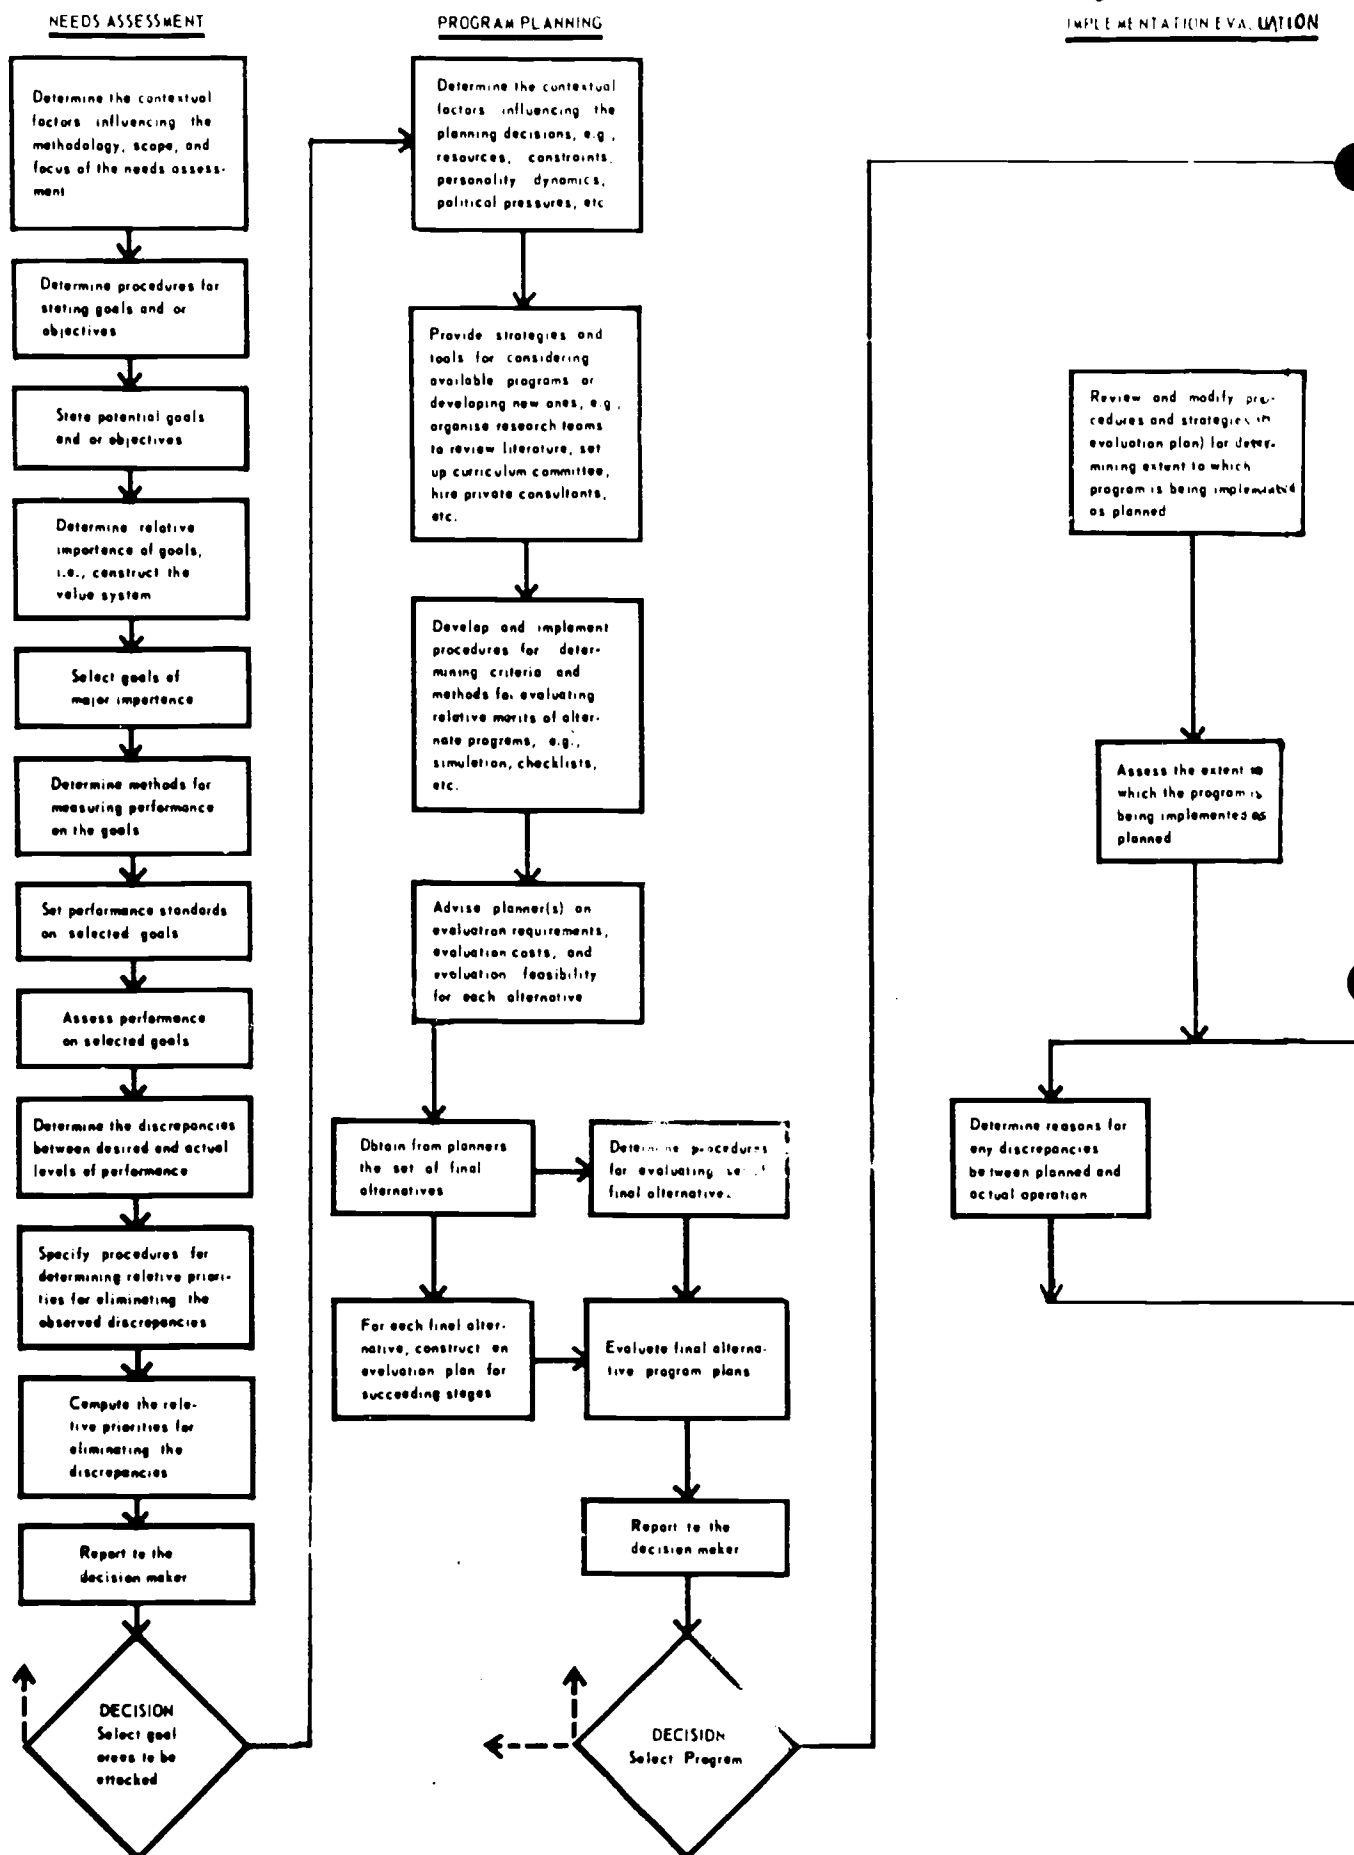 NEEDS ASSESSMENT
Determine the contextual
factors influencing the
methodology, scope, and
focus of the needs assess-
ment
Determine procedures for
stating goals and or
objectives
State potential goals
and or objectives
Determine relative
importance of goals,
i.e., construct the
value system
Select goals of
major importance
Determine methods for
measuring performance
on the goals
Set performance standards
on selected goals
Assess performance
on selected goals
Determine the discrepancies
between desired and actual
levels of performance
Specify procedures for
determining relative priori-
ties for eliminating the
observed discrepancies
Compute the rela-
tive priorities for
eliminating the
discrepancies
Report to the
decision maker
DECISION
Select goal
areas to be
attacked
PROGRAM PLANNING
Determine the contextual
factors influencing the
planning decisions, e.g.,
resources, constraints,
personality dynamics,
political pressures, etc
Provide strategies and
tools for considering
available programs or
developing new ones, e.g.,
organise research teams
to review literature, set
up curriculum committee,
hire private consultants,
etc.
Develop and implement
procedures for deter-
mining criteria and
methods for evaluating
relative merits of alter-
nate programs, e.g.,
simulation, checklists,
etc.
Advise planner(s) on
evaluation requirements,
evaluation costs, and
evaluation feasibility
for each alternative
Obtain from planners
the set of final
alternatives
Determine procedures
for evaluating set of
final alternatives
For each final alter-
native, construct an
evaluation plan for
succeeding stages
Evaluate final alterna-
tive program plans
Report to the
decision maker
DECISION
Select Program
IMPLEMENTATION EVALUATION
Review and modify pro-
cedures and strategies (in
evaluation plan) for deter-
mining extent to which
program is being implemented
as planned
Assess the extent to
which the program is
being implemented as
planned
Determine reasons for
any discrepancies
between planned and
actual operation